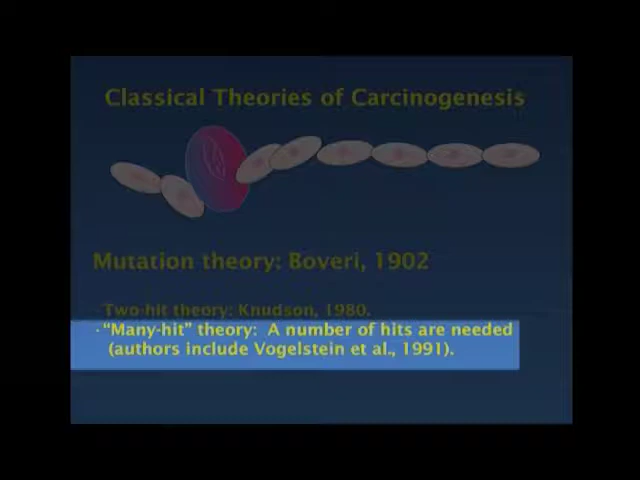 Classical Theories of Carcinogenesis
Mutation theory: Boveri, 1902
Two-hit theory: Knudson, 1980.
· “Many-hit” theory:  A number of hits are needed
(authors include Vogelstein et al., 1991).